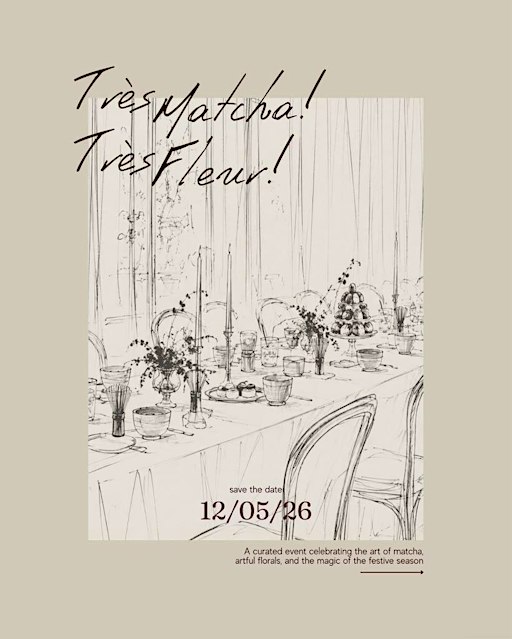 Très Matcha!
Très Fleur!
save the date
12/05/26
A curated event celebrating the art of matcha,
artful florals, and the magic of the festive season